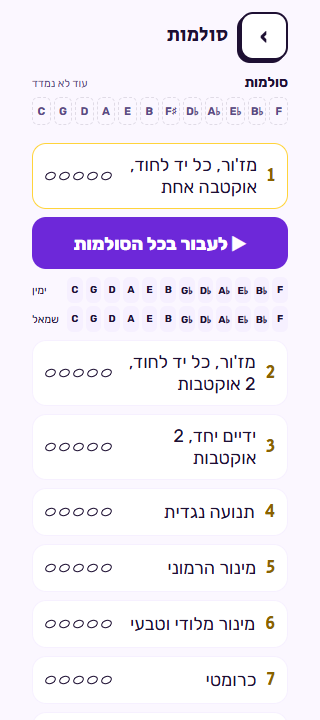 סולמות
סולמות
עוד לא נמדד
C G D A E B F♯ D♭ A♭ E♭ B♭ F
1 מז'ור, כל יד לחוד,
אוקטבה אחת
▶ לעבור בכל הסולמות
ימין
C G D A E B G♭ D♭ A♭ E♭ B♭ F
שמאל
C G D A E B G♭ D♭ A♭ E♭ B♭ F
2 מז'ור, כל יד לחוד,
2 אוקטבות
3 ידיים יחד, 2
אוקטבות
4 תנועה נגדית
5 מינור הרמוני
6 מינור מלודי וטבעי
7 כרומטי